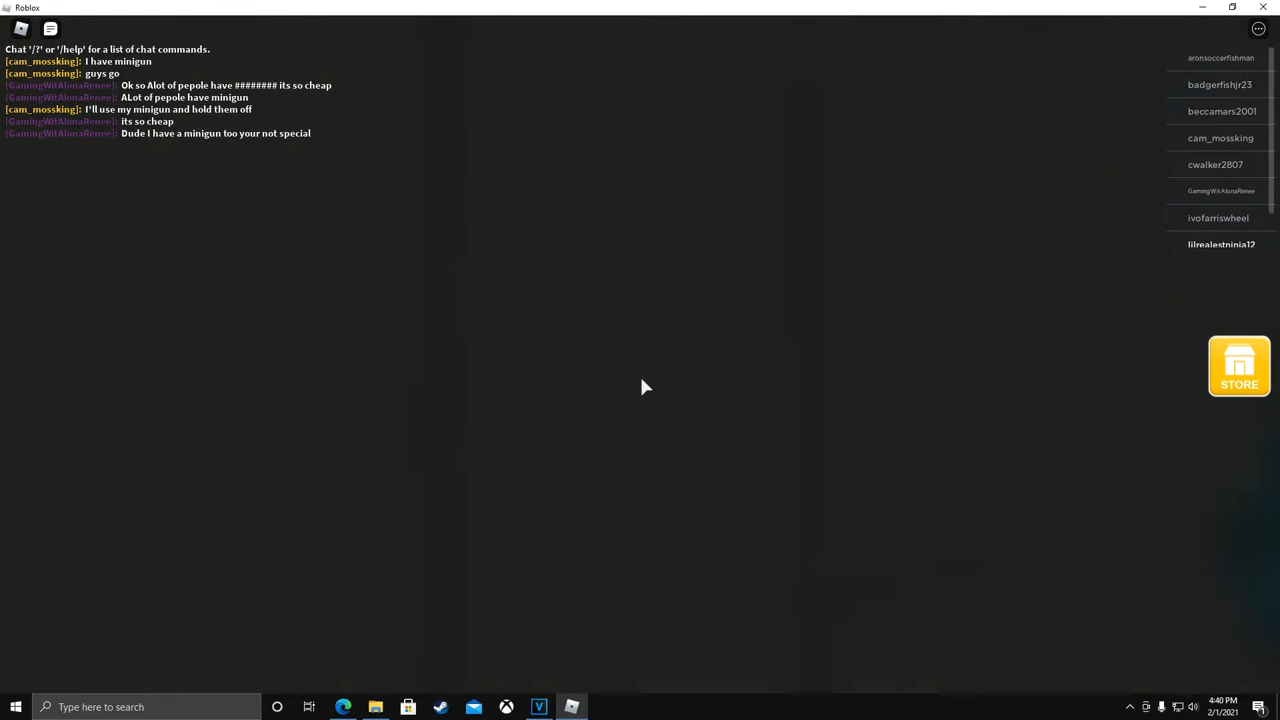 Roblox
Chat '/?' or '/help' for a list of chat commands.
[cam_mossking]: I have minigun
[cam_mossking]: guys go
[GamingWitAlonaRenee]: Ok so Alot of pepole have ######## its so cheap
[GamingWitAlonaRenee]: ALot of pepole have minigun
[cam_mossking]: I'll use my minigun and hold them off
[GamingWitAlonaRenee]: its so cheap
[GamingWitAlonaRenee]: Dude I have a minigun too your not special
aronsoccerfishman
badgerfishjr23
beccamars2001
cam_mossking
cwalker2807
GamingWitAlonaRenee
ivofarriswheel
lilrealestninja12
STORE
Type here to search
V
4:40 PM
2/1/2021
1